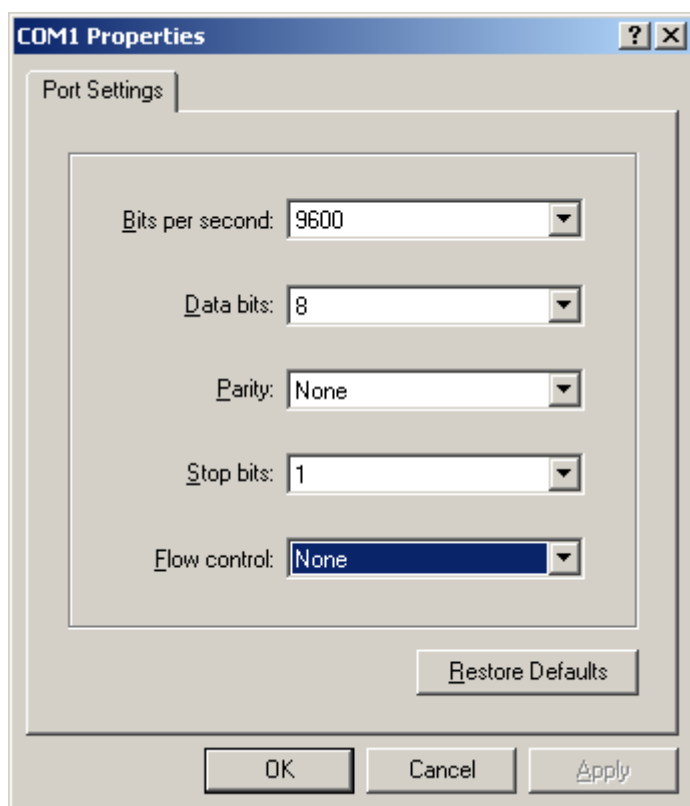 COM1 Properties
Port Settings
Bits per second: 9600
Data bits: 8
Parity: None
Stop bits: 1
Flow control: None
Restore Defaults
OK Cancel Apply